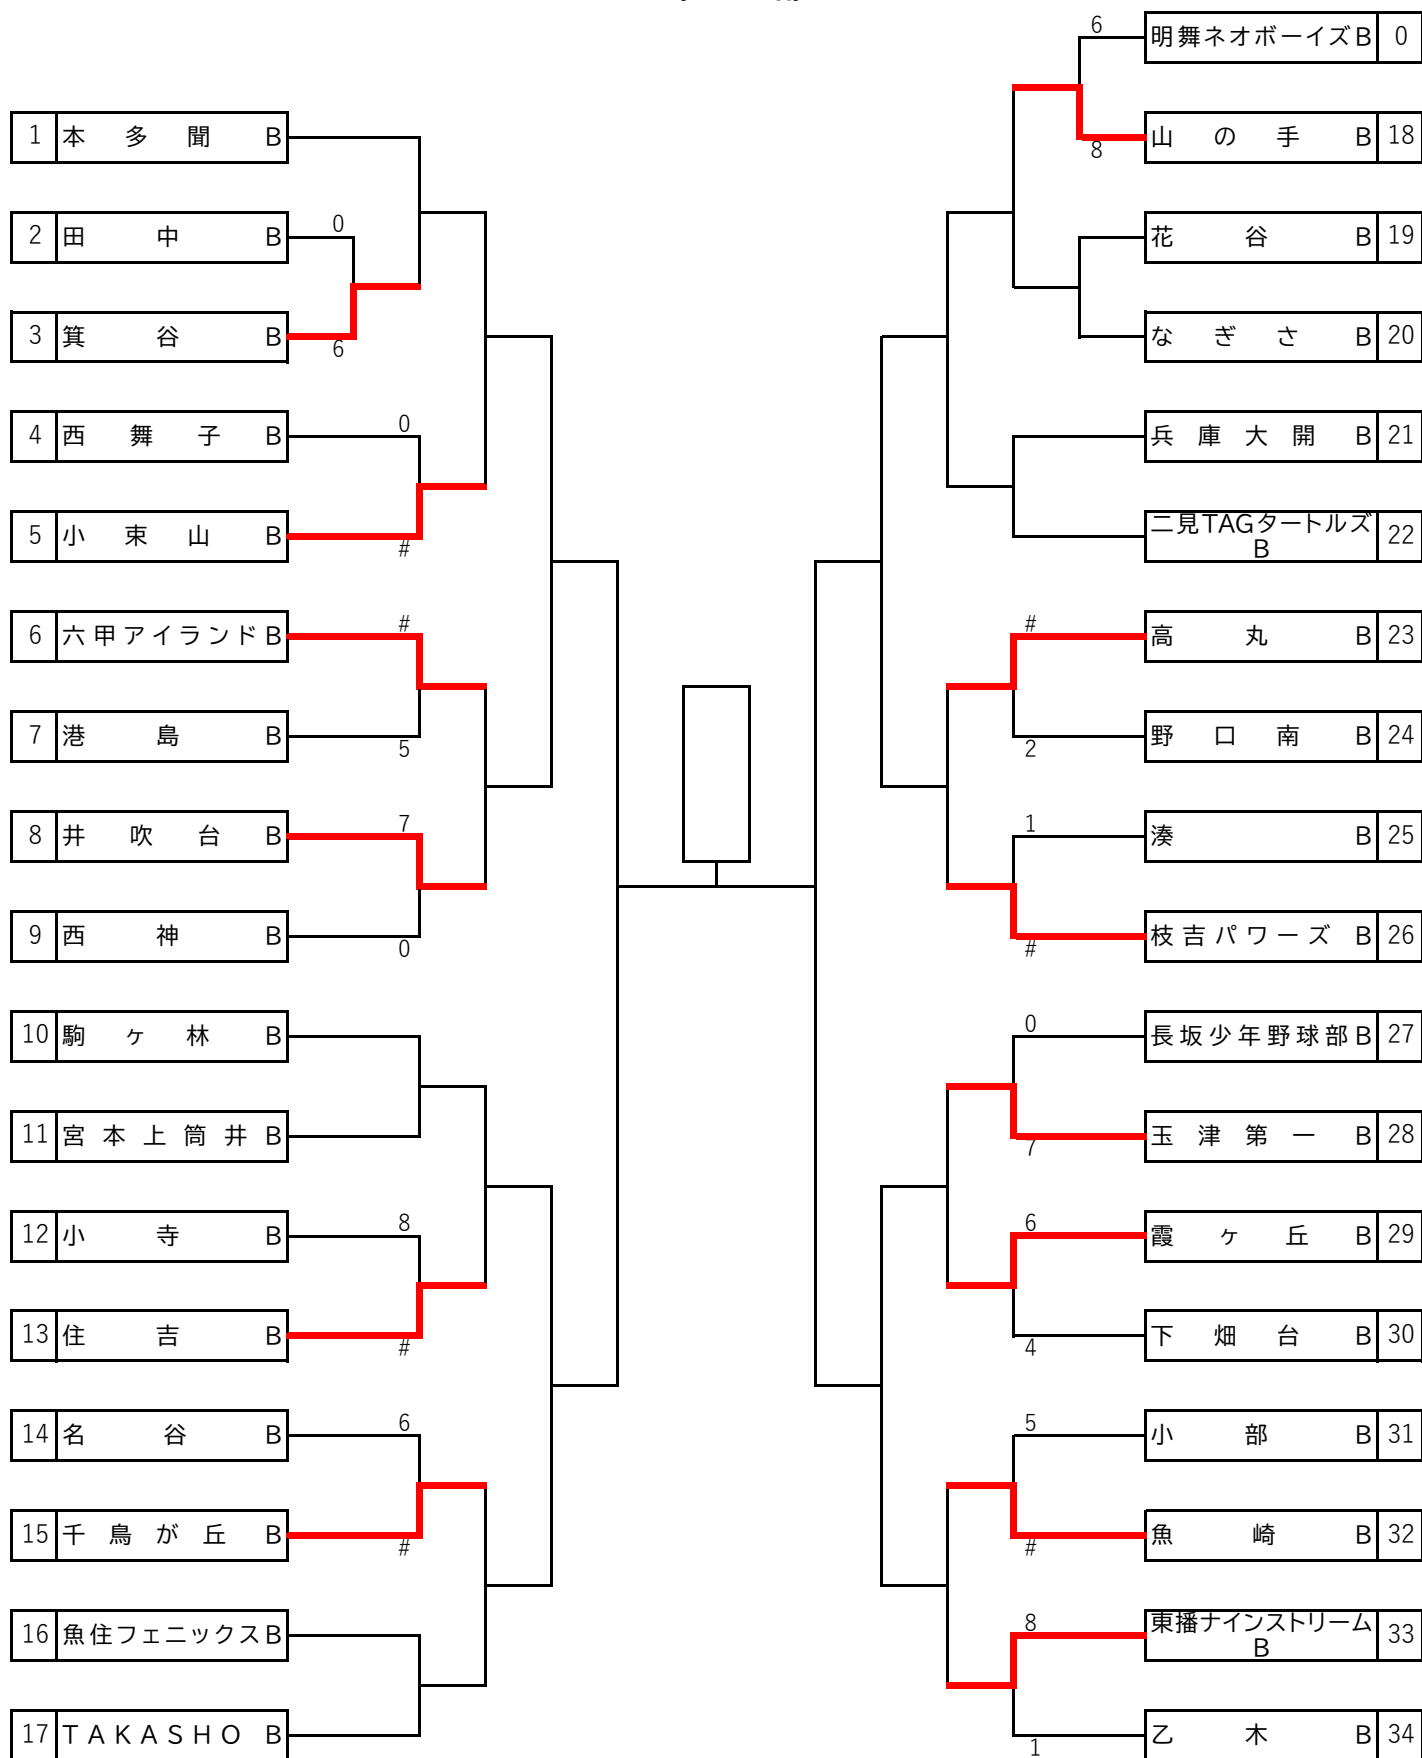 1 本多聞 B
2 田中 B
0
3 箕谷 B
6
4 西舞子 B
0
5 小束山 B
#
6 六甲アイランド B
#
7 港島 B
5
8 井吹台 B
7
9 西神 B
0
10 駒ヶ林 B
11 宮本上筒井 B
12 小寺 B
8
13 住吉 B
#
14 名谷 B
6
15 千鳥が丘 B
#
16 魚住フェニックス B
17 TAKASHO B
6
明舞ネオボーイズ B 0
山の手 B 18
8
花谷 B 19
なぎさ B 20
兵庫大開 B 21
二見TAGタートルズ
B 22
#
高丸 B 23
野口南 B 24
2
1
湊 B 25
枝吉パワーズ B 26
#
0
長坂少年野球部 B 27
玉津第一 B 28
7
6
霞ヶ丘 B 29
下畑台 B 30
4
5
小部 B 31
魚崎 B 32
#
8
東播ナインストリーム
B 33
乙木 B 34
1